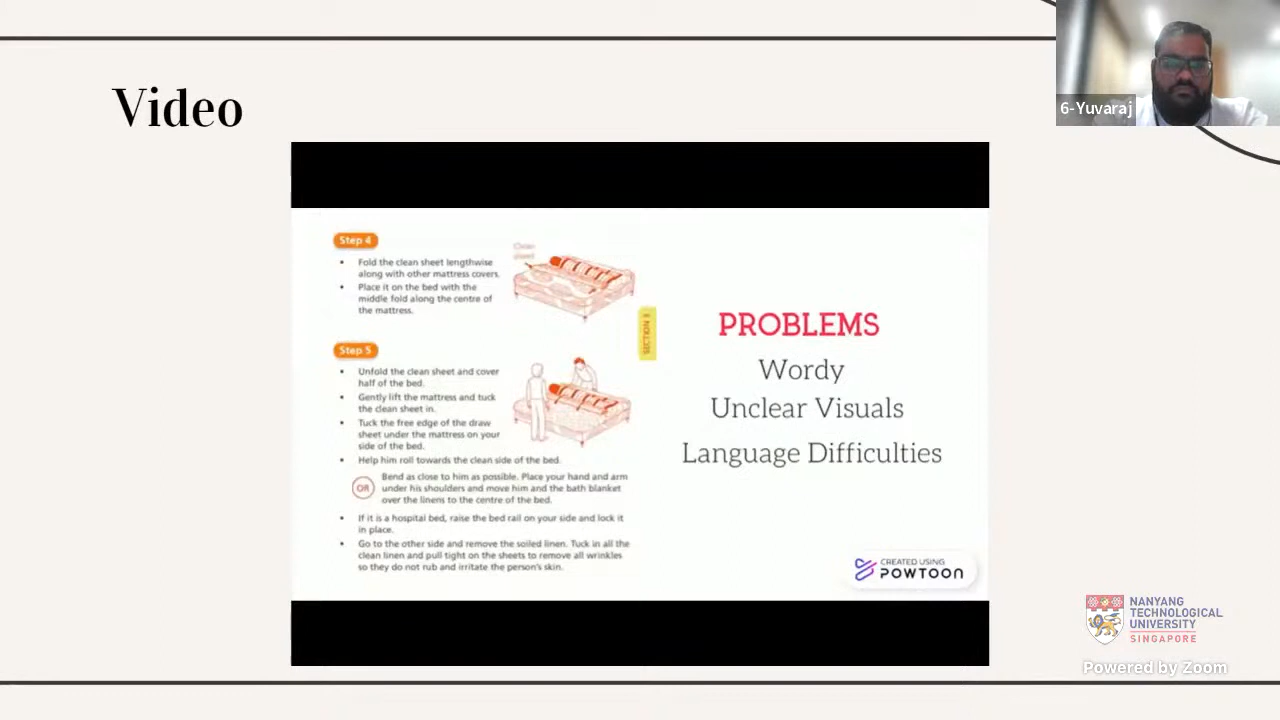 Video
6-Yuvaraj
Step 4
• Fold the clean sheet lengthwise
along with other mattress covers.
• Place it on the bed with the
middle fold along the centre of
the mattress.
Clean
sheet
Step 5
• Unfold the clean sheet and cover
half of the bed.
• Gently lift the mattress and tuck
the clean sheet in.
• Tuck the free edge of the draw
sheet under the mattress on your
side of the bed.
• Help him roll towards the clean side of the bed.
OR
Bend as close to him as possible. Place your hand and arm
under his shoulders and move him and the bath blanket
over the linens to the centre of the bed.
• If it is a hospital bed, raise the bed rail on your side and lock it
in place.
• Go to the other side and remove the soiled linen. Tuck in all the
clean linen and pull tight on the sheets to remove all wrinkles
so they do not rub and irritate the person's skin.
SECTION 3
PROBLEMS
Wordy
Unclear Visuals
Language Difficulties
CREATED USING
POWTOON
NANYANG
TECHNOLOGICAL
UNIVERSITY
SINGAPORE
Powered by Zoom